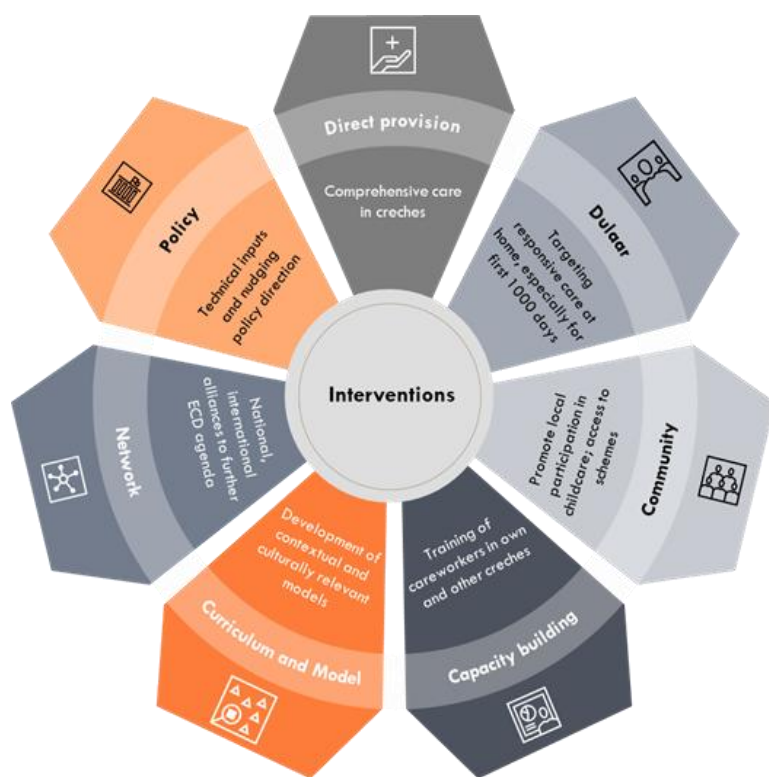 Direct provision
Comprehensive care
in creches
Dulaar
Targeting
responsive care at
home, especially for
first 1000 days
Community
Promote local
participation in
childcare; access to
schemes
Capacity building
Training of
careworkers in own
and other creches
Curriculum and Model
Development of
contextual and
culturally relevant
models
Network
National,
international
alliances to further
ECD agenda
Policy
Technical inputs
and nudging
policy direction
Interventions